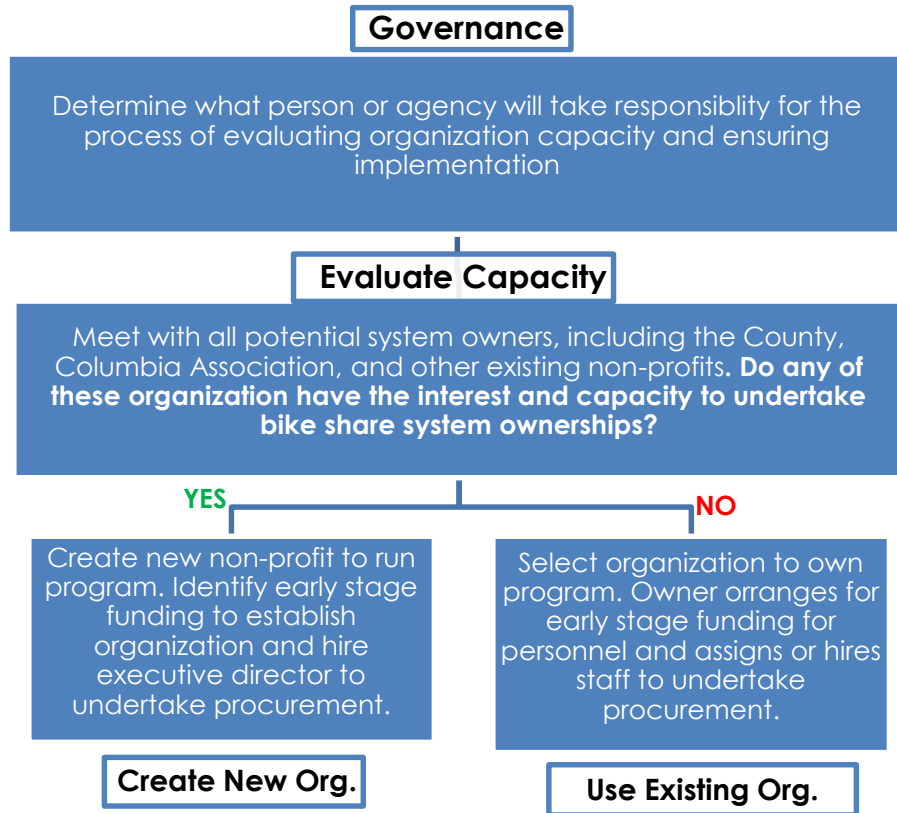 Governance
Determine what person or agency will take responsiblity for the
process of evaluating organization capacity and ensuring
implementation
Evaluate Capacity
Meet with all potential system owners, including the County,
Columbia Association, and other existing non-profits. Do any of
these organization have the interest and capacity to undertake
bike share system ownerships?
YES
NO
Create new non-profit to run
program. Identify early stage
funding to establish
organization and hire
executive director to
undertake procurement.
Select organization to own
program. Owner orranges for
early stage funding for
personnel and assigns or hires
staff to undertake
procurement.
Create New Org.
Use Existing Org.